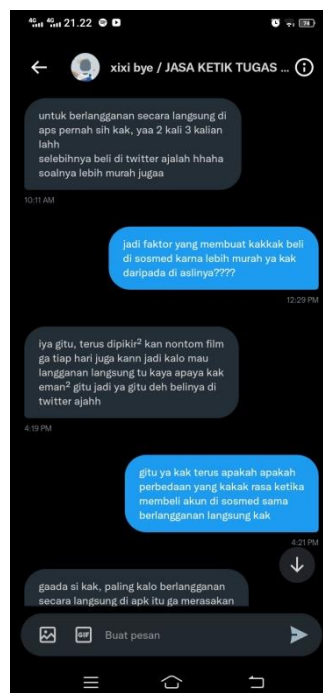 4G 4G 21.22
xixi bye / JASA KETIK TUGAS ...
untuk berlangganan secara langsung di
aps pernah sih kak, yaa 2 kali 3 kalian
lahh
selebihnya beli di twitter ajalah hhaha
soalnya lebih murah jugaa
10:11 AM
jadi faktor yang membuat kakkak beli
di sosmed karna lebih murah ya kak
daripada di aslinya????
12:29 PM
iya gitu, terus dipikir² kan nontom film
ga tiap hari juga kann jadi kalo mau
langganan langsung tu kaya apaya kak
eman² gitu jadi ya gitu deh belinya di
twitter ajahh
4:19 PM
gitu ya kak terus apakah apakah
perbedaan yang kakak rasa ketika
membeli akun di sosmed sama
berlangganan langsung kak
4:21 PM
gaada si kak, paling kalo berlangganan
secara langsung di apk itu ga merasakan
GIF
Buat pesan